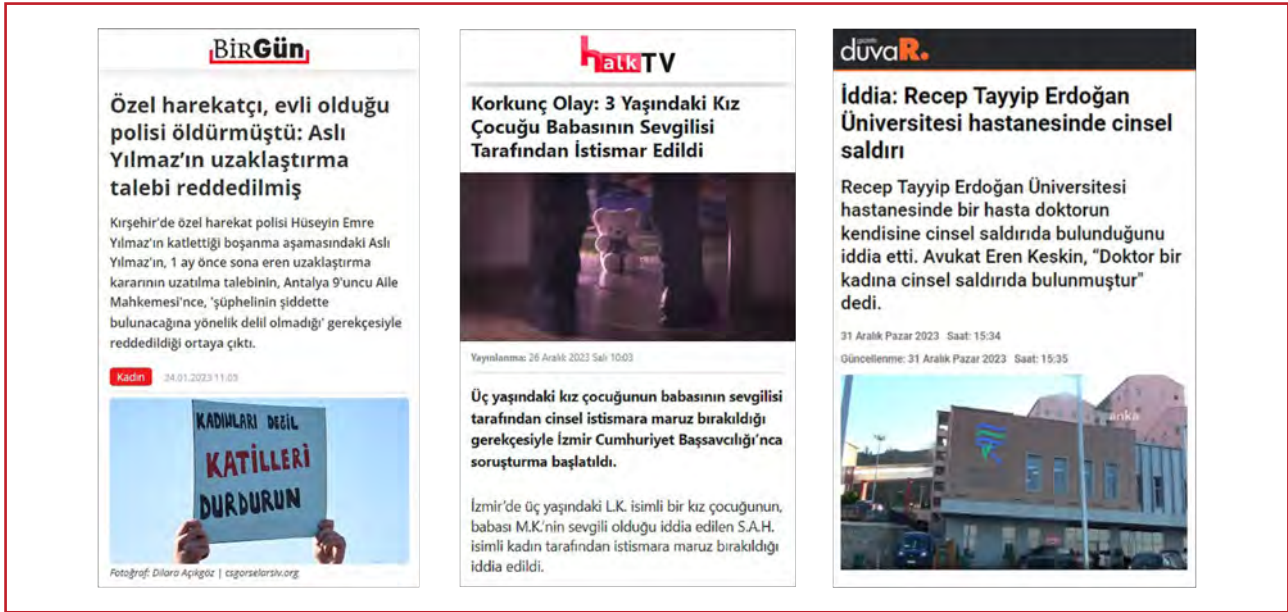 BirGün
Özel harekatçı, evli olduğu
polisi öldürmüştü: Aslı
Yılmaz'ın uzaklaştırma
talebi reddedilmiş
Kırşehir'de özel harekat polisi Hüseyin Emre
Yılmaz'ın katlettiği boşanma aşamasındaki Aslı
Yılmaz'ın, 1 ay önce sona eren uzaklaştırma
kararının uzatılma talebinin, Antalya 9'uncu Aile
Mahkemesi'nce, 'şüphelinin şiddette
bulunacağına yönelik delil olmadığı' gerekçesiyle
reddedildiği ortaya çıktı.
Kadın 24.01.2023 11:03
KADINLARI DEĞİL
KATİLLERİ
DURDURUN
Fotoğraf: Dilara Açıkgöz | csgorselarsiv.org
halk TV
Korkunç Olay: 3 Yaşındaki Kız
Çocuğu Babasının Sevgilisi
Tarafından İstismar Edildi
Yayınlanma: 26 Aralık 2023 Salı 10:03
Üç yaşındaki kız çocuğunun babasının sevgilisi
tarafından cinsel istismara maruz bırakıldığı
gerekçesiyle İzmir Cumhuriyet Başsavcılığı'nca
soruşturma başlatıldı.
İzmir'de üç yaşındaki L.K. isimli bir kız çocuğunun,
babası M.K.'nin sevgili olduğu iddia edilen S.A.H.
isimli kadın tarafından istismara maruz bırakıldığı
iddia edildi.
gazete
duvaR.
İddia: Recep Tayyip Erdoğan
Üniversitesi hastanesinde cinsel
saldırı
Recep Tayyip Erdoğan Üniversitesi
hastanesinde bir hasta doktorun
kendisine cinsel saldırıda bulunduğunu
iddia etti. Avukat Eren Keskin, “Doktor bir
kadına cinsel saldırıda bulunmuştur"
dedi.
31 Aralık Pazar 2023 Saat: 15:34
Güncellenme: 31 Aralık Pazar 2023 Saat: 15:35
anka